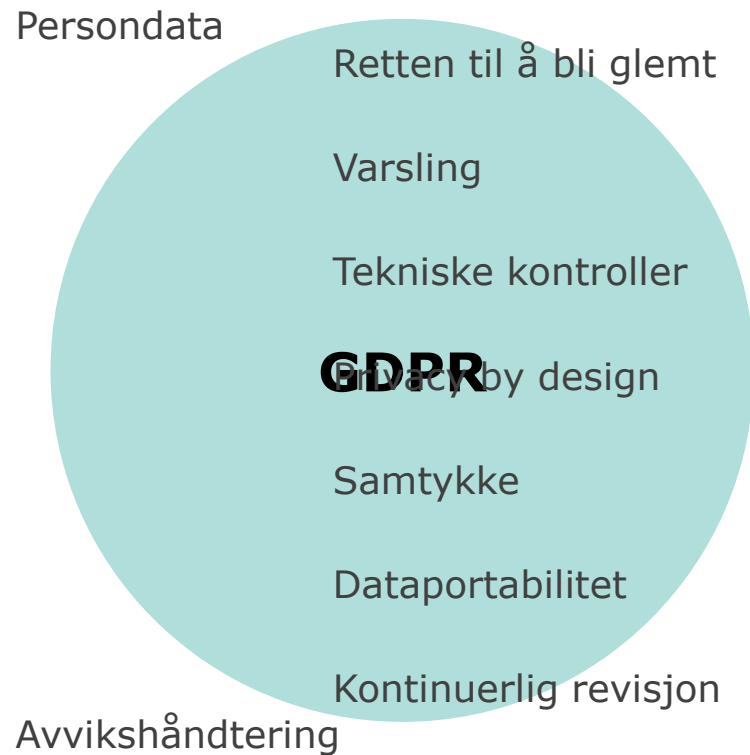 Persondata
Retten til å bli glemt
Varsling
Tekniske kontroller
GDPR
Privacy by design
Samtykke
Dataportabilitet
Kontinuerlig revisjon
Avvikshåndtering